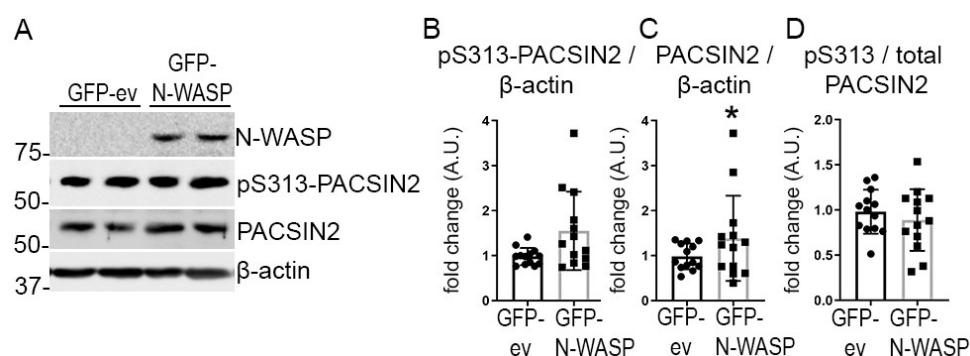 A
GFP-ev
GFP-
N-WASP
N-WASP
75
pS313-PACSIN2
50
PACSIN2
50
β-actin
37
B
pS313-PACSIN2 /
β-actin
fold change (A.U.)
4
3
2
1
0
GFP-
ev
GFP-
N-WASP
C
PACSIN2 /
β-actin
*
fold change (A.U.)
4
3
2
1
0
GFP-
ev
GFP-
N-WASP
D
pS313 / total
PACSIN2
fold change (A.U.)
2.0
1.5
1.0
0.5
0.0
GFP-
ev
GFP-
N-WASP